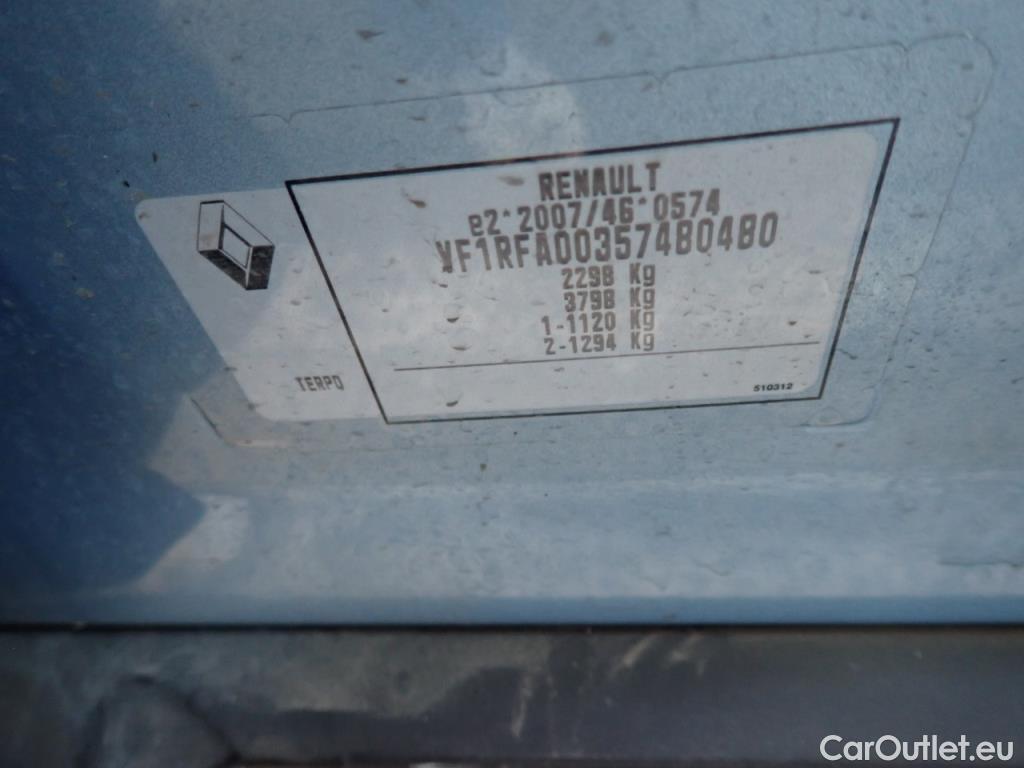 RENAULT
e2*2007/46*0574
VF1RFA00357480480
2298 Kg
3798 Kg
1-1120 Kg
2-1294 Kg
TERPD
510312
CarOutlet.eu